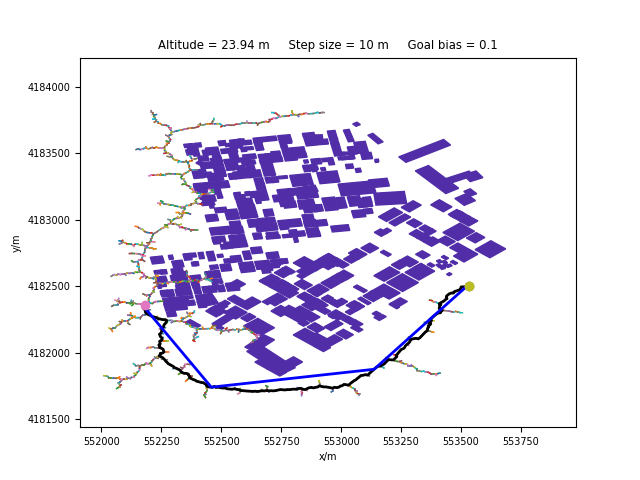 Altitude = 23.94 m     Step size = 10 m     Goal bias = 0.1
4184000
4183500
4183000
4182500
4182000
4181500
y/m
552000 552250 552500 552750 553000 553250 553500 553750
x/m